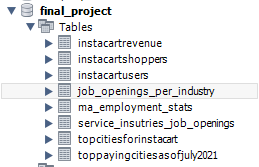 final_project
Tables
instacartrevenue
instacartshoppers
instacartusers
job_openings_per_industry
ma_employment_stats
service_insutries_job_openings
topcitiesforinstacart
toppayingcitiesasofjuly2021